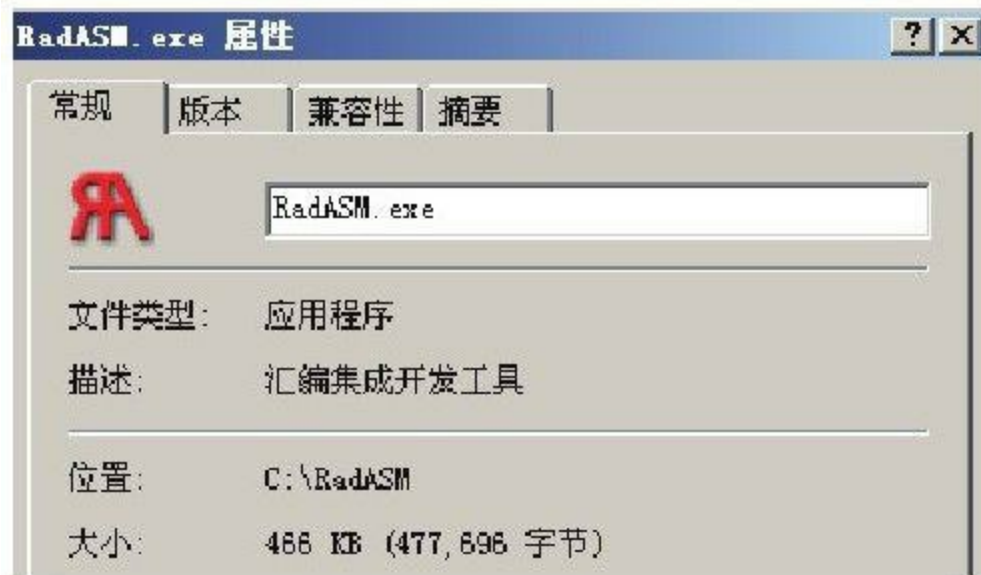 RadASM.exe 属性
常规 版本 兼容性 摘要
RadASM.exe
文件类型: 应用程序
描述: 汇编集成开发工具
位置: C:\RadASM
大小: 466 KB (477,696 字节)